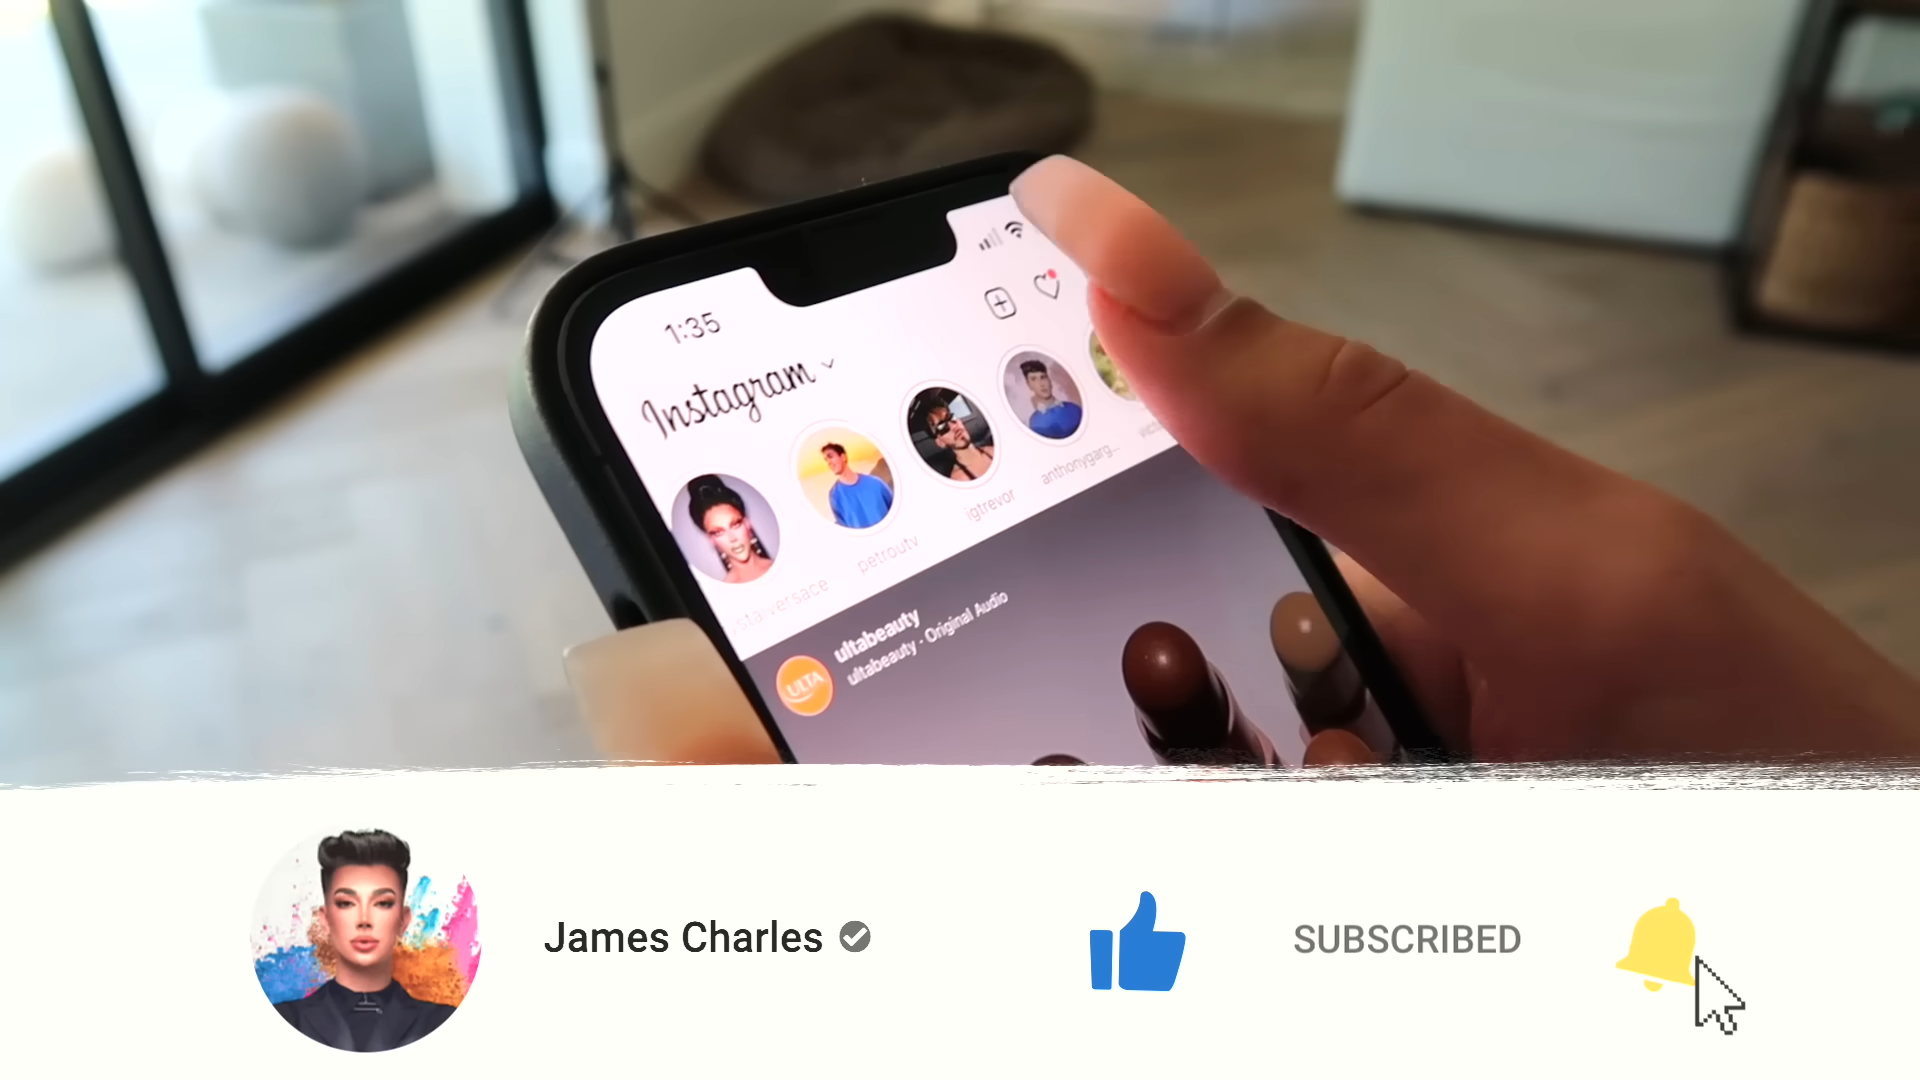 1:35
Instagram
petroutv
igtrevor
anthonygarg...
ultabeauty
ultabeauty · Original Audio
ULTA
James Charles
SUBSCRIBED